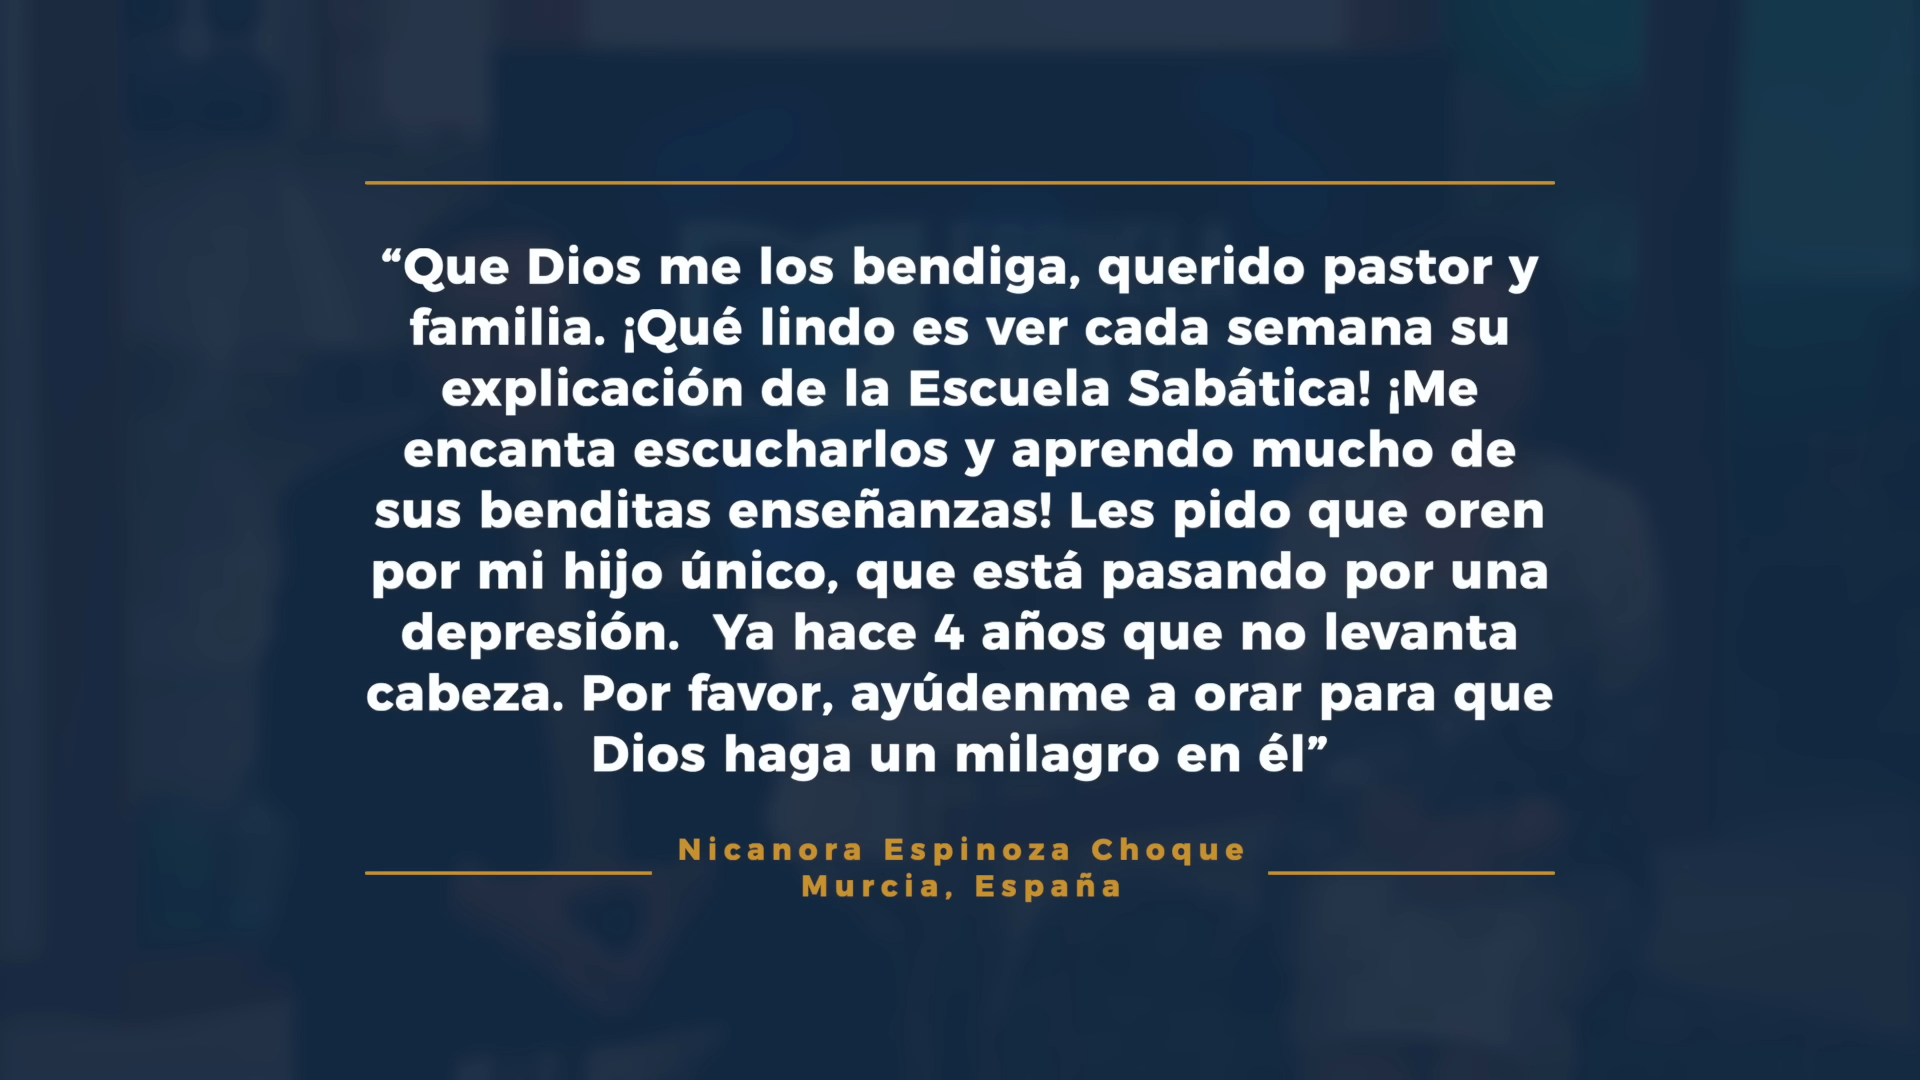 “Que Dios me los bendiga, querido pastor y
familia. ¡Qué lindo es ver cada semana su
explicación de la Escuela Sabática! ¡Me
encanta escucharlos y aprendo mucho de
sus benditas enseñanzas! Les pido que oren
por mi hijo único, que está pasando por una
depresión.  Ya hace 4 años que no levanta
cabeza. Por favor, ayúdenme a orar para que
Dios haga un milagro en él”
Nicanora Espinoza Choque
Murcia, España